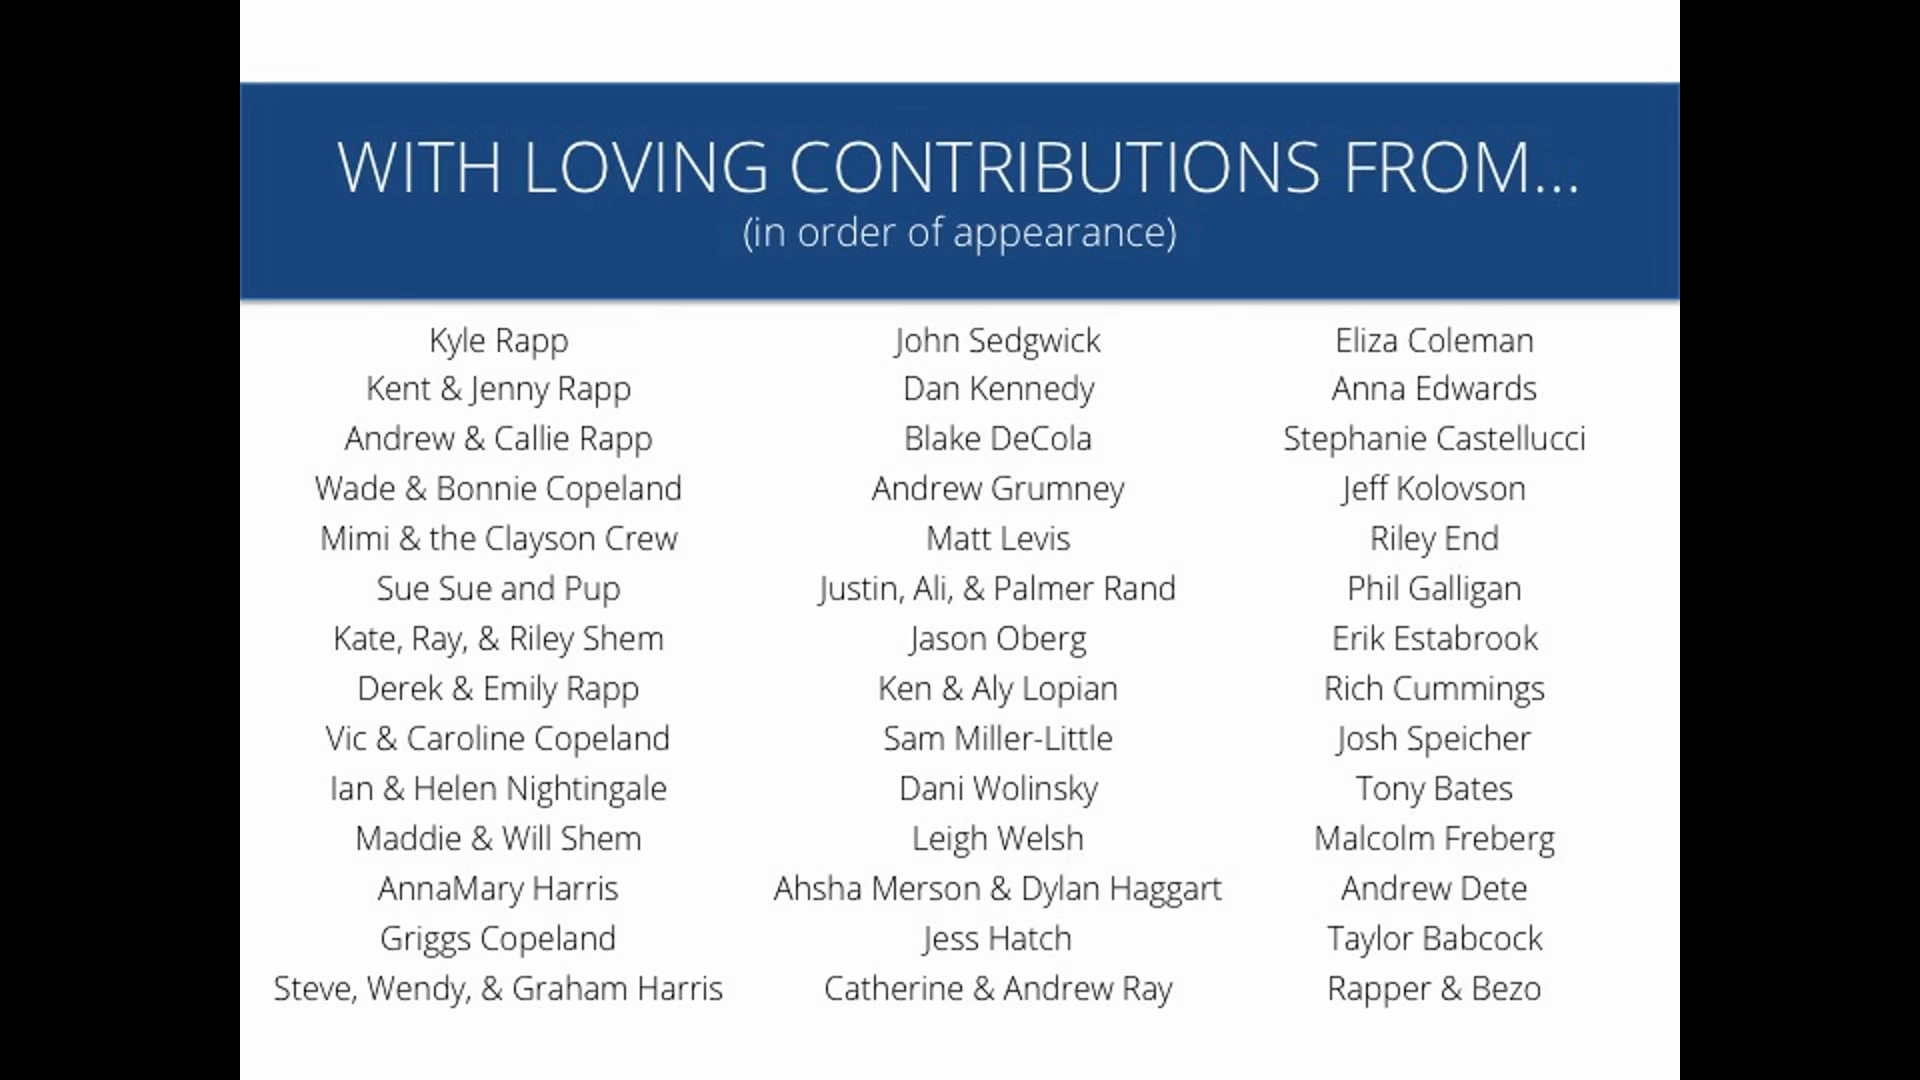 WITH LOVING CONTRIBUTIONS FROM...
(in order of appearance)
Kyle Rapp
Kent & Jenny Rapp
Andrew & Callie Rapp
Wade & Bonnie Copeland
Mimi & the Clayson Crew
Sue Sue and Pup
Kate, Ray, & Riley Shem
Derek & Emily Rapp
Vic & Caroline Copeland
Ian & Helen Nightingale
Maddie & Will Shem
AnnaMary Harris
Griggs Copeland
Steve, Wendy, & Graham Harris
John Sedgwick
Dan Kennedy
Blake DeCola
Andrew Grumney
Matt Levis
Justin, Ali, & Palmer Rand
Jason Oberg
Ken & Aly Lopian
Sam Miller-Little
Dani Wolinsky
Leigh Welsh
Ahsha Merson & Dylan Haggart
Jess Hatch
Catherine & Andrew Ray
Eliza Coleman
Anna Edwards
Stephanie Castellucci
Jeff Kolovson
Riley End
Phil Galligan
Erik Estabrook
Rich Cummings
Josh Speicher
Tony Bates
Malcolm Freberg
Andrew Dete
Taylor Babcock
Rapper & Bezo